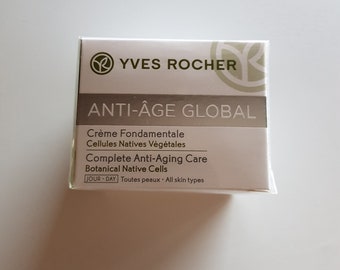 YVES ROCHER
ANTI-ÂGE GLOBAL
Crème Fondamentale
Cellules Natives Végétales
Complete Anti-Aging Care
Botanical Native Cells
JOUR - DAY Toutes peaux - All skin types